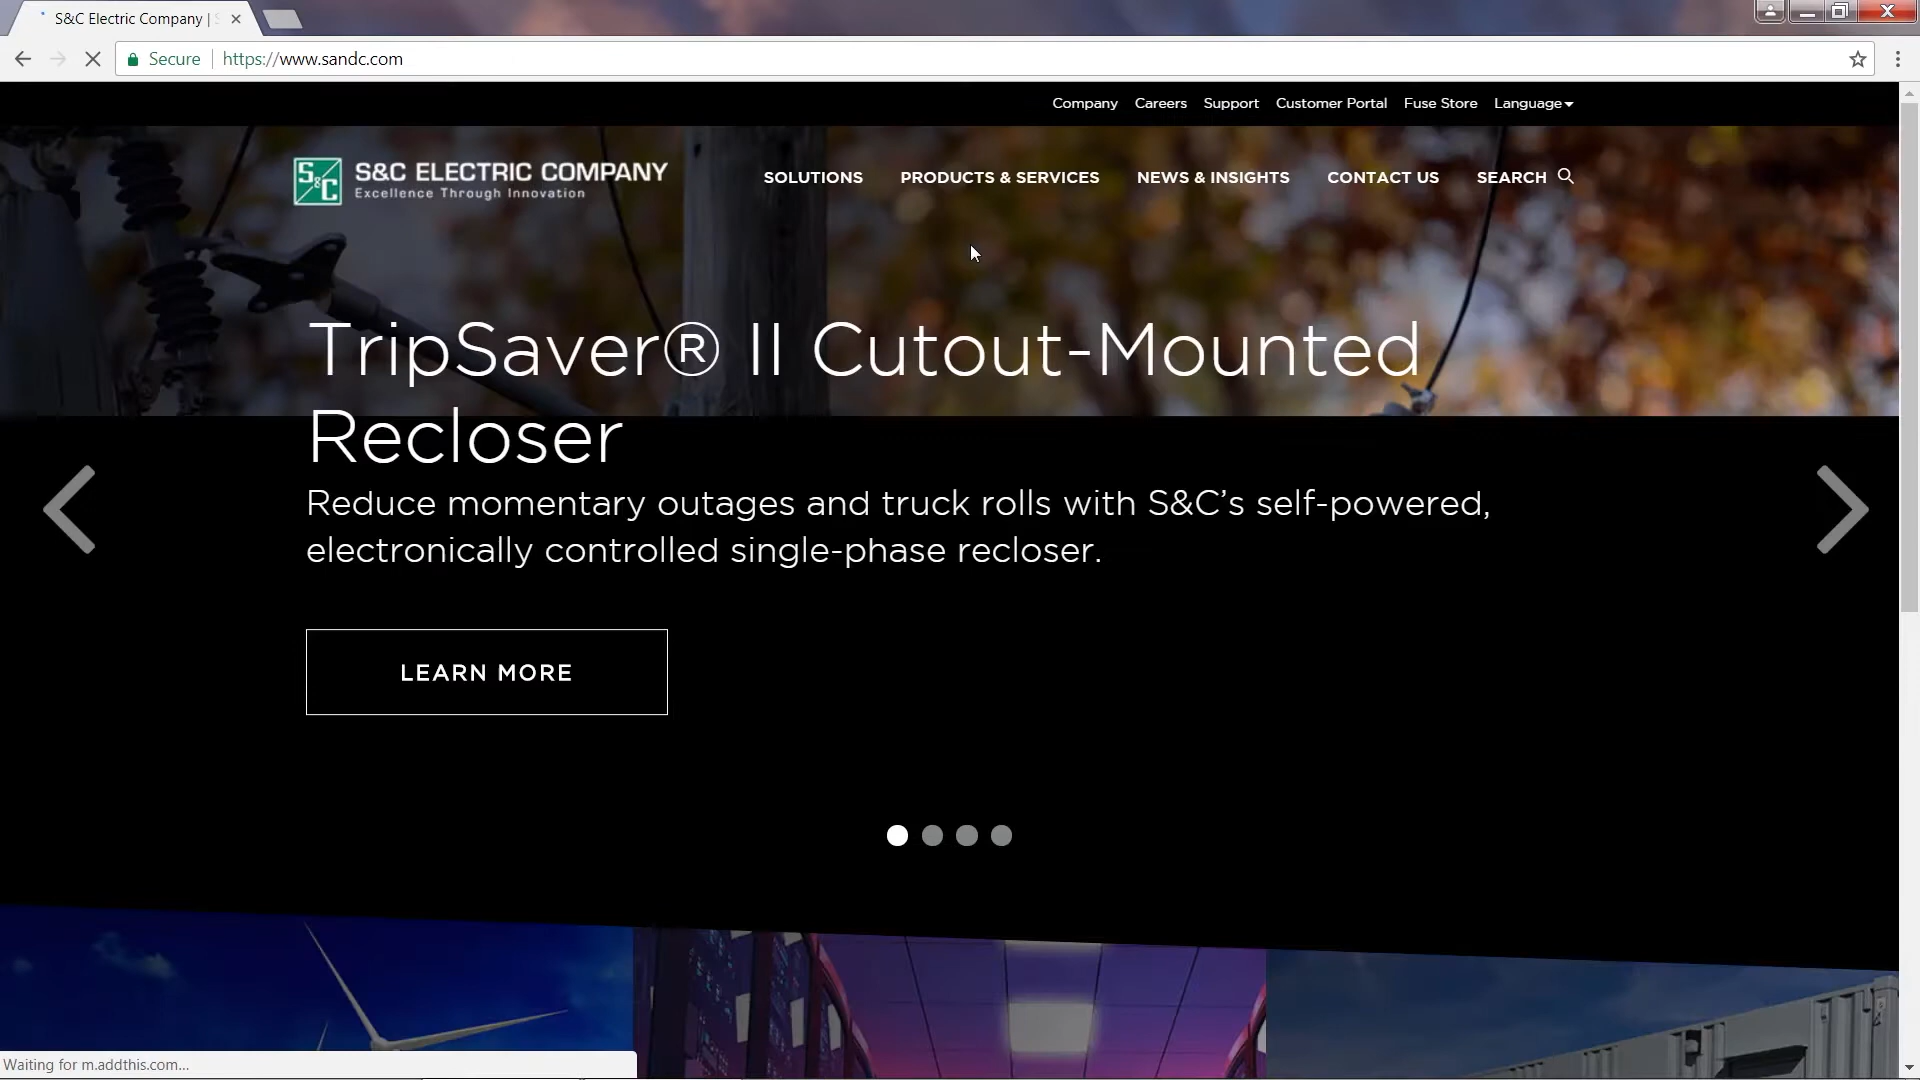 S&C Electric Company | S
Secure
https://www.sandc.com
Company Careers Support Customer Portal Fuse Store Language
S&C
S&C ELECTRIC COMPANY
Excellence Through Innovation
SOLUTIONS PRODUCTS & SERVICES NEWS & INSIGHTS CONTACT US SEARCH
TripSaver® II Cutout-Mounted
Recloser
Reduce momentary outages and truck rolls with S&C’s self-powered,
electronically controlled single-phase recloser.
LEARN MORE
Waiting for m.addthis.com...